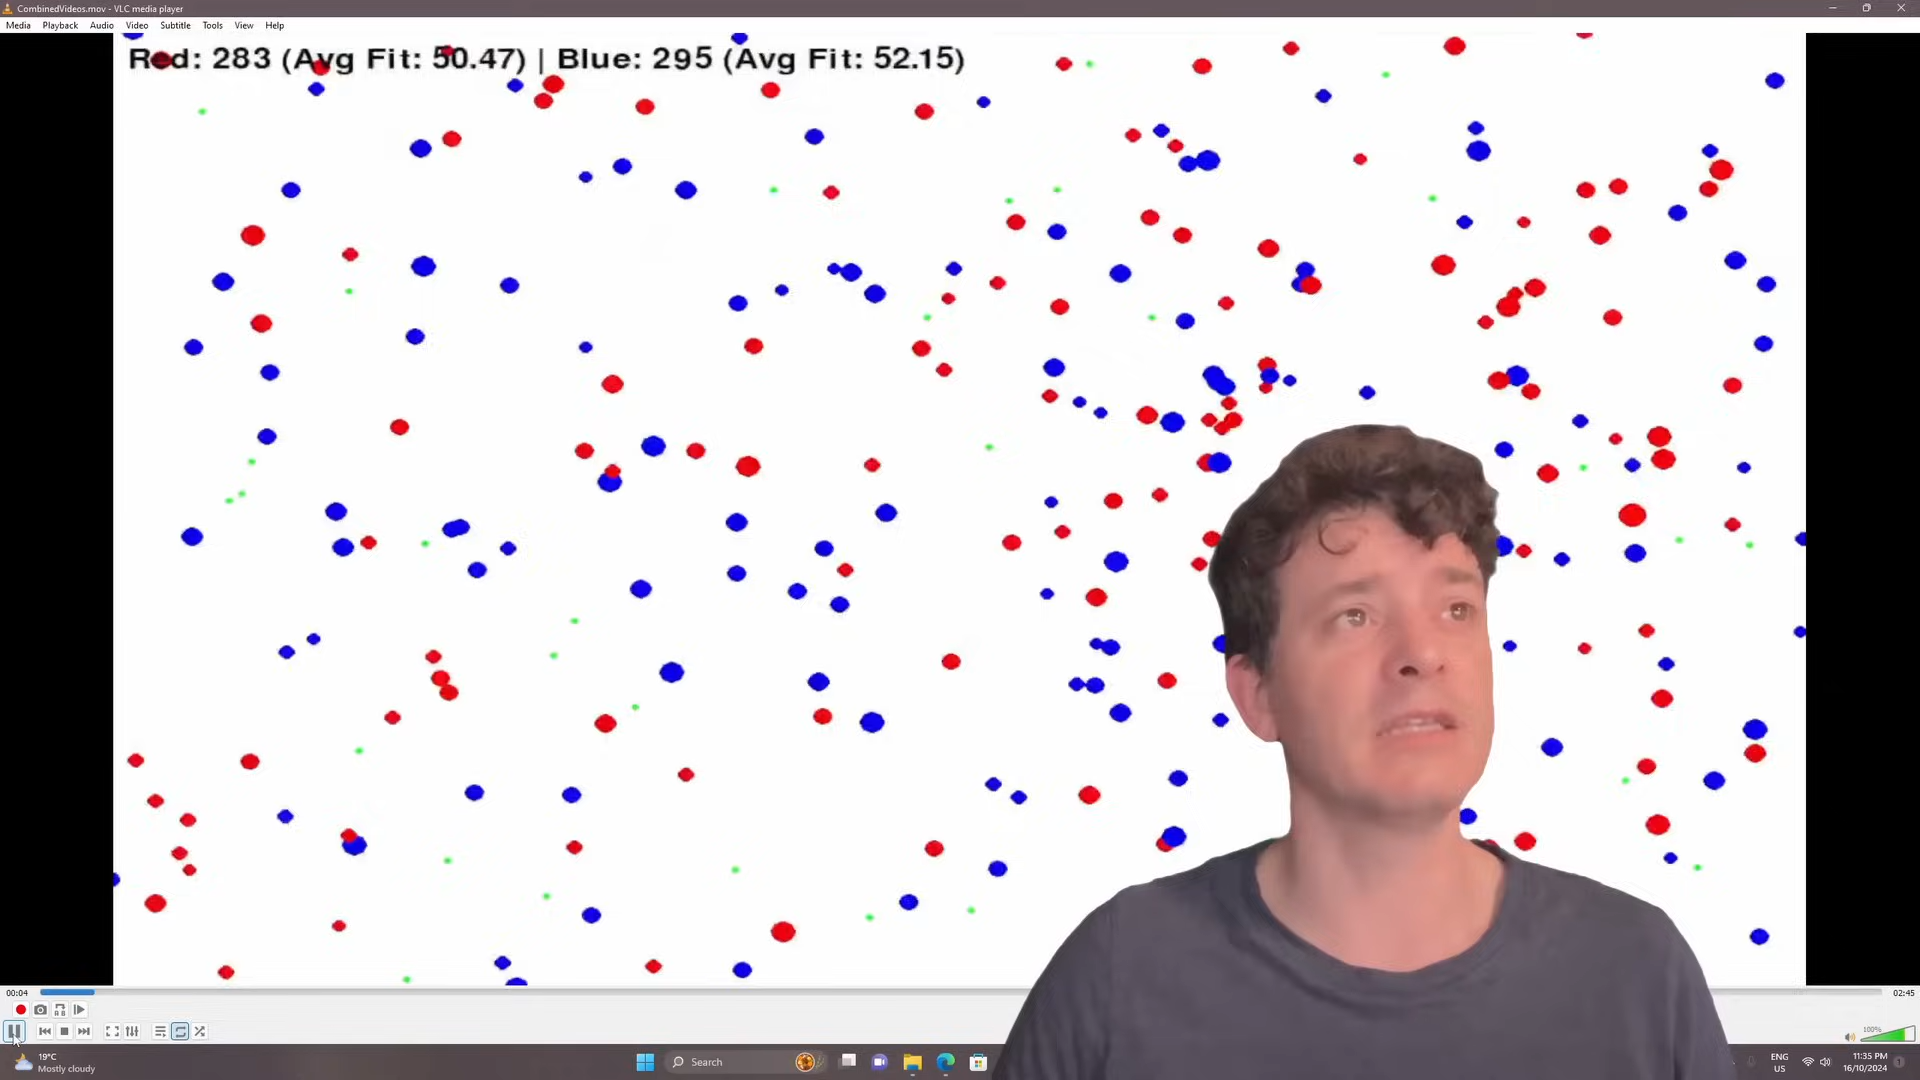 CombinedVideos.mov - VLC media player
Media Playback Audio Video Subtitle Tools View Help
Red: 283 (Avg Fit: 50.47) | Blue: 295 (Avg Fit: 52.15)
00:04
02:45
100%
19°C
Mostly cloudy
Search
ENG
US
11:35 PM
16/10/2024